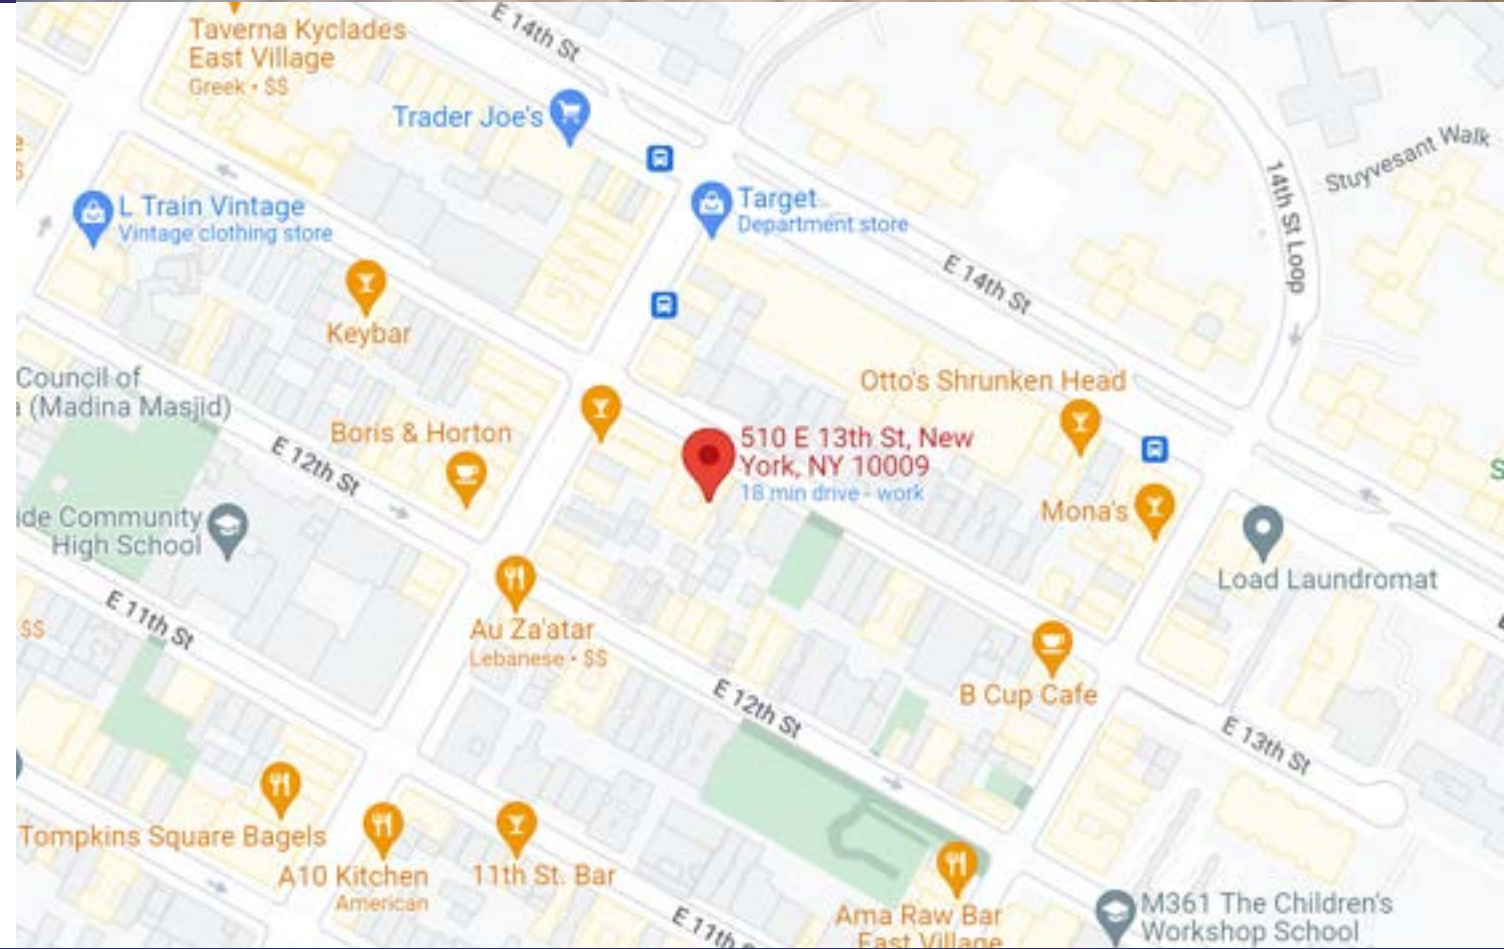 E 14th St
Taverna Kyclades
East Village
Greek • $$
Trader Joe's
Stuyvesant Walk
14th St Loop
L Train Vintage
Vintage clothing store
Target
Department store
E 14th St
Keybar
Council of
(Madina Masjid)
Otto's Shrunken Head
Boris & Horton
E 12th St
510 E 13th St, New
York, NY 10009
18 min drive - work
Community
High School
Mona's
Load Laundromat
E 11th St
$$
Au Za'atar
Lebanese • $$
E 12th St
B Cup Cafe
E 13th St
Tompkins Square Bagels
A10 Kitchen
American
11th St. Bar
Ama Raw Bar
East Village
E 11th S
M361 The Children's
Workshop School